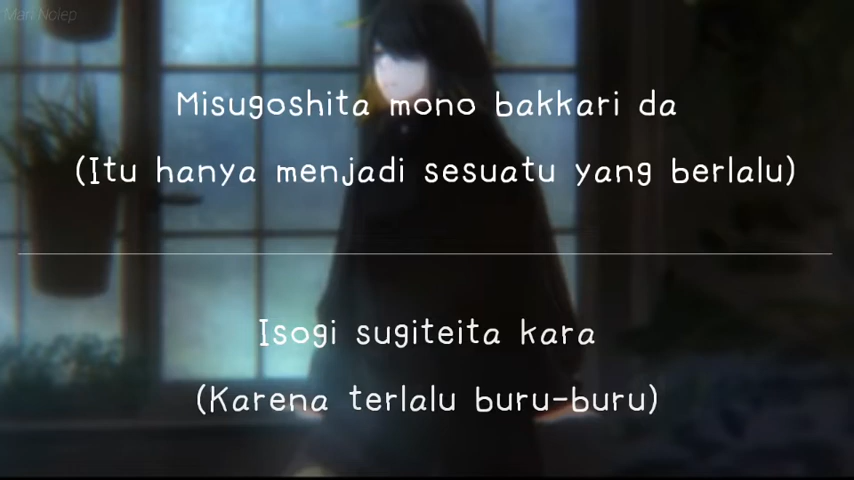 Mari Nolep
Misugoshita mono bakkari da
(Itu hanya menjadi sesuatu yang berlalu)
Isogi sugiteita kara
(Karena terlalu buru-buru)